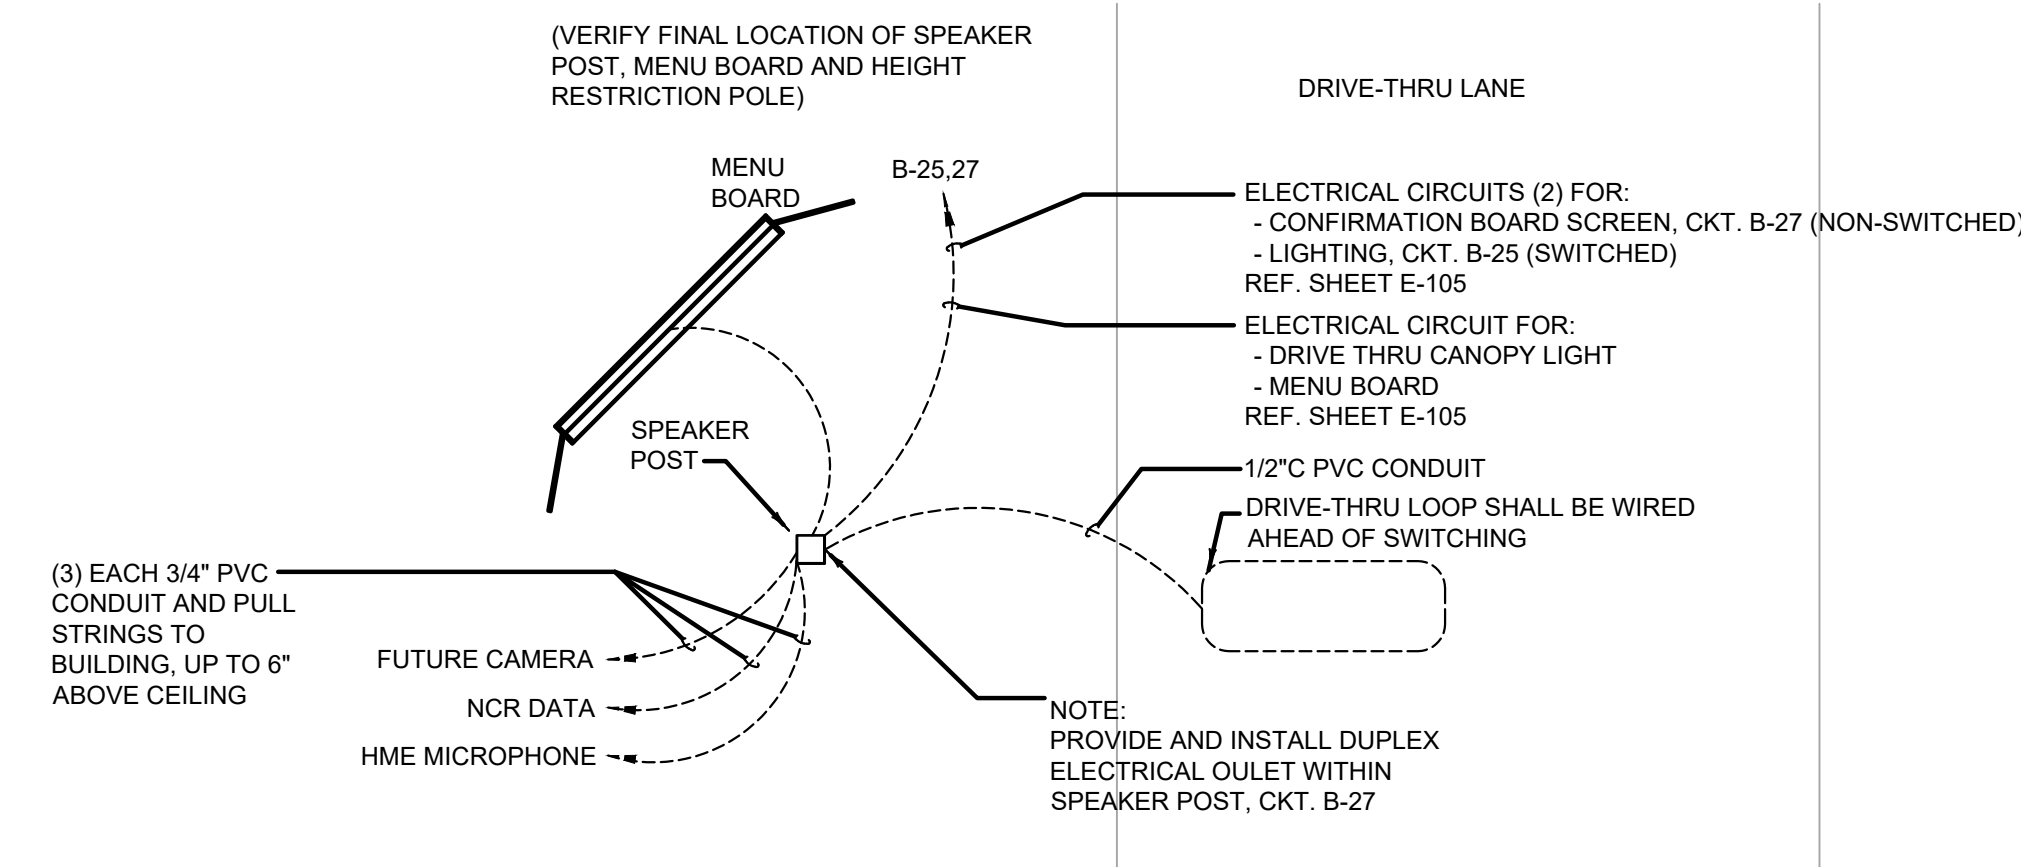 (VERIFY FINAL LOCATION OF SPEAKER
POST, MENU BOARD AND HEIGHT
RESTRICTION POLE)
DRIVE-THRU LANE
MENU
BOARD
B-25,27
ELECTRICAL CIRCUITS (2) FOR:
- CONFIRMATION BOARD SCREEN, CKT. B-27 (NON-SWITCHED)
- LIGHTING, CKT. B-25 (SWITCHED)
REF. SHEET E-105
ELECTRICAL CIRCUIT FOR:
- DRIVE THRU CANOPY LIGHT
- MENU BOARD
REF. SHEET E-105
SPEAKER
POST
1/2"C PVC CONDUIT
DRIVE-THRU LOOP SHALL BE WIRED
AHEAD OF SWITCHING
(3) EACH 3/4" PVC
CONDUIT AND PULL
STRINGS TO
BUILDING, UP TO 6"
ABOVE CEILING
FUTURE CAMERA
NCR DATA
HME MICROPHONE
NOTE:
PROVIDE AND INSTALL DUPLEX
ELECTRICAL OULET WITHIN
SPEAKER POST, CKT. B-27